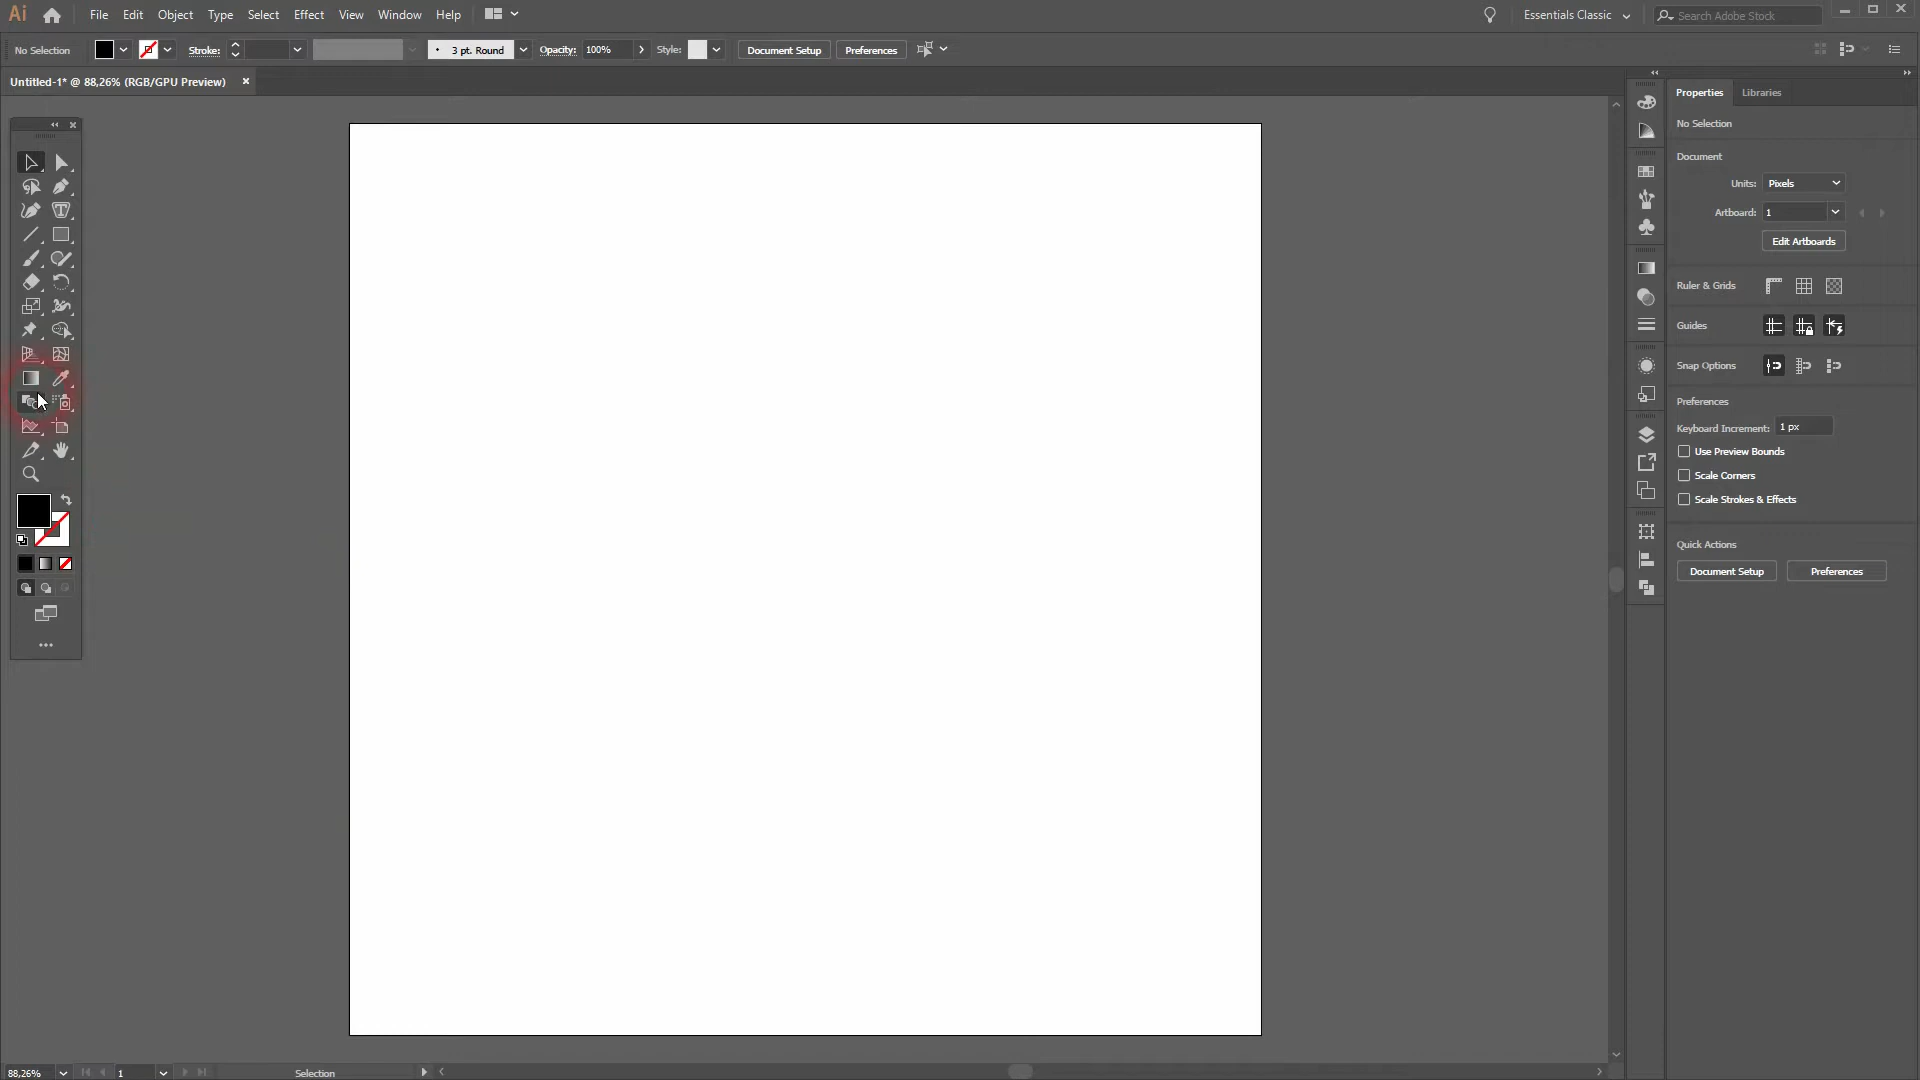 Ai File Edit Object Type Select Effect View Window Help Essentials Classic Search Adobe Stock
No Selection Stroke: 3 pt. Round Opacity: 100% Style: Document Setup Preferences
Untitled-1* @ 88,26% (RGB/GPU Preview) Properties Libraries
No Selection
Document
Units: Pixels
Artboard: 1
Edit Artboards
Ruler & Grids
Guides
Snap Options
Preferences
Keyboard Increment: 1 px
Use Preview Bounds
Scale Corners
Scale Strokes & Effects
Quick Actions
Document Setup Preferences
88,26% 1 Selection